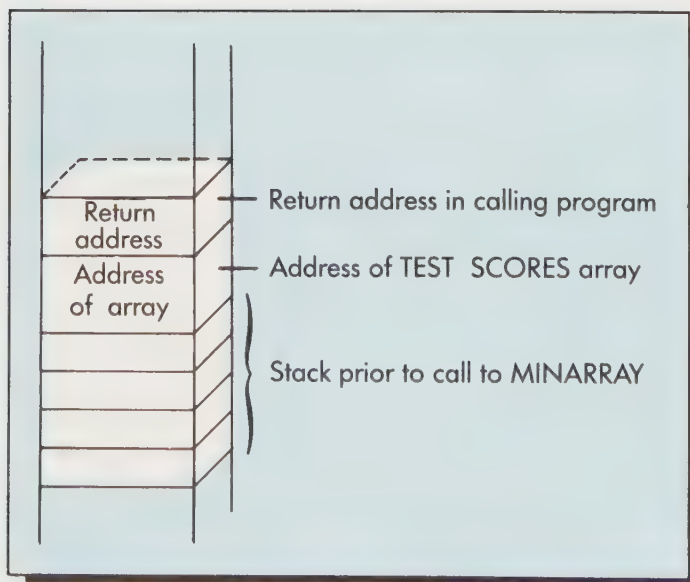 Return
address
Return address in calling program
Address
of array
Address of TEST SCORES array
Stack prior to call to MINARRAY